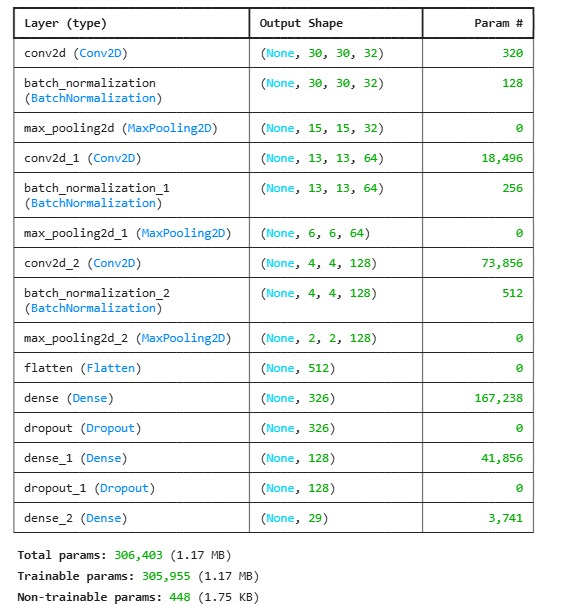 Layer (type) Output Shape Param #
conv2d (Conv2D) (None, 30, 30, 32) 320
batch_normalization (None, 30, 30, 32) 128
(BatchNormalization)
max_pooling2d (MaxPooling2D) (None, 15, 15, 32) 0
conv2d_1 (Conv2D) (None, 13, 13, 64) 18,496
batch_normalization_1 (None, 13, 13, 64) 256
(BatchNormalization)
max_pooling2d_1 (MaxPooling2D) (None, 6, 6, 64) 0
conv2d_2 (Conv2D) (None, 4, 4, 128) 73,856
batch_normalization_2 (None, 4, 4, 128) 512
(BatchNormalization)
max_pooling2d_2 (MaxPooling2D) (None, 2, 2, 128) 0
flatten (Flatten) (None, 512) 0
dense (Dense) (None, 326) 167,238
dropout (Dropout) (None, 326) 0
dense_1 (Dense) (None, 128) 41,856
dropout_1 (Dropout) (None, 128) 0
dense_2 (Dense) (None, 29) 3,741
Total params: 306,403 (1.17 MB)
Trainable params: 305,955 (1.17 MB)
Non-trainable params: 448 (1.75 KB)